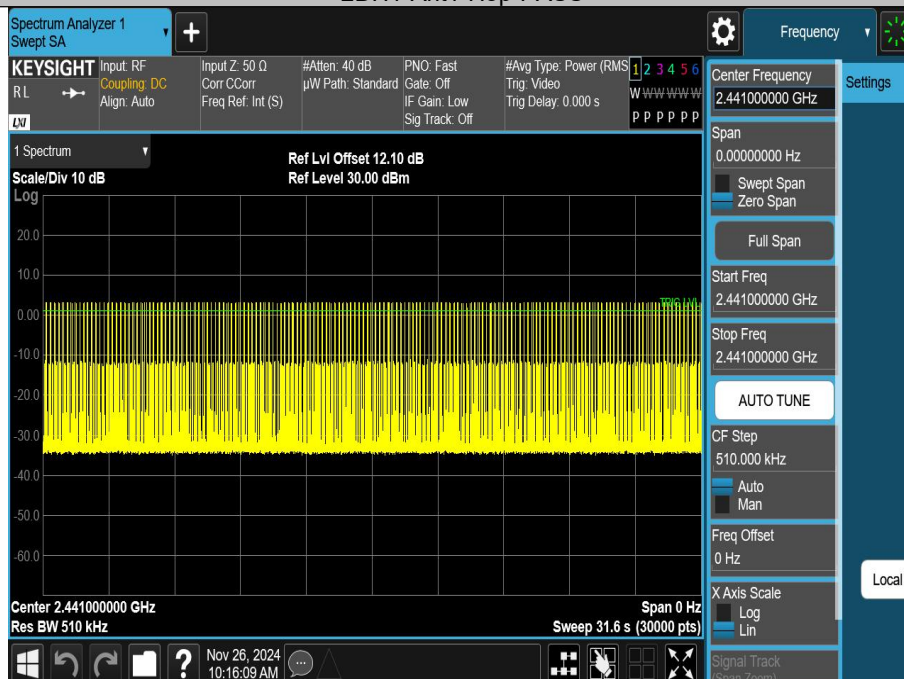 Spectrum Analyzer 1
Swept SA
+
Frequency
KEYSIGHT
RL
LXI
Input: RF
Coupling: DC
Align: Auto
Input Z: 50 Ω
Corr CCorr
Freq Ref: Int (S)
#Atten: 40 dB
µW Path: Standard
PNO: Fast
Gate: Off
IF Gain: Low
Sig Track: Off
#Avg Type: Power (RMS
Trig: Video
Trig Delay: 0.000 s
1 2 3 4 5 6
W W W W W W
P P P P P P
Center Frequency
2.441000000 GHz
Settings
Span
0.00000000 Hz
Swept Span
Zero Span
Full Span
Start Freq
2.441000000 GHz
Stop Freq
2.441000000 GHz
AUTO TUNE
CF Step
510.000 kHz
Auto
Man
Freq Offset
0 Hz
X Axis Scale
Log
Lin
Signal Track
(Span Zoom)
Local
1 Spectrum
Scale/Div 10 dB
Ref Lvl Offset 12.10 dB
Ref Level 30.00 dBm
Log
20.0
10.0
0.00
-10.0
-20.0
-30.0
-40.0
-50.0
-60.0
TRIG LVL
Center 2.441000000 GHz
Span 0 Hz
Res BW 510 kHz
Sweep 31.6 s (30000 pts)
?
Nov 26, 2024
10:16:09 AM